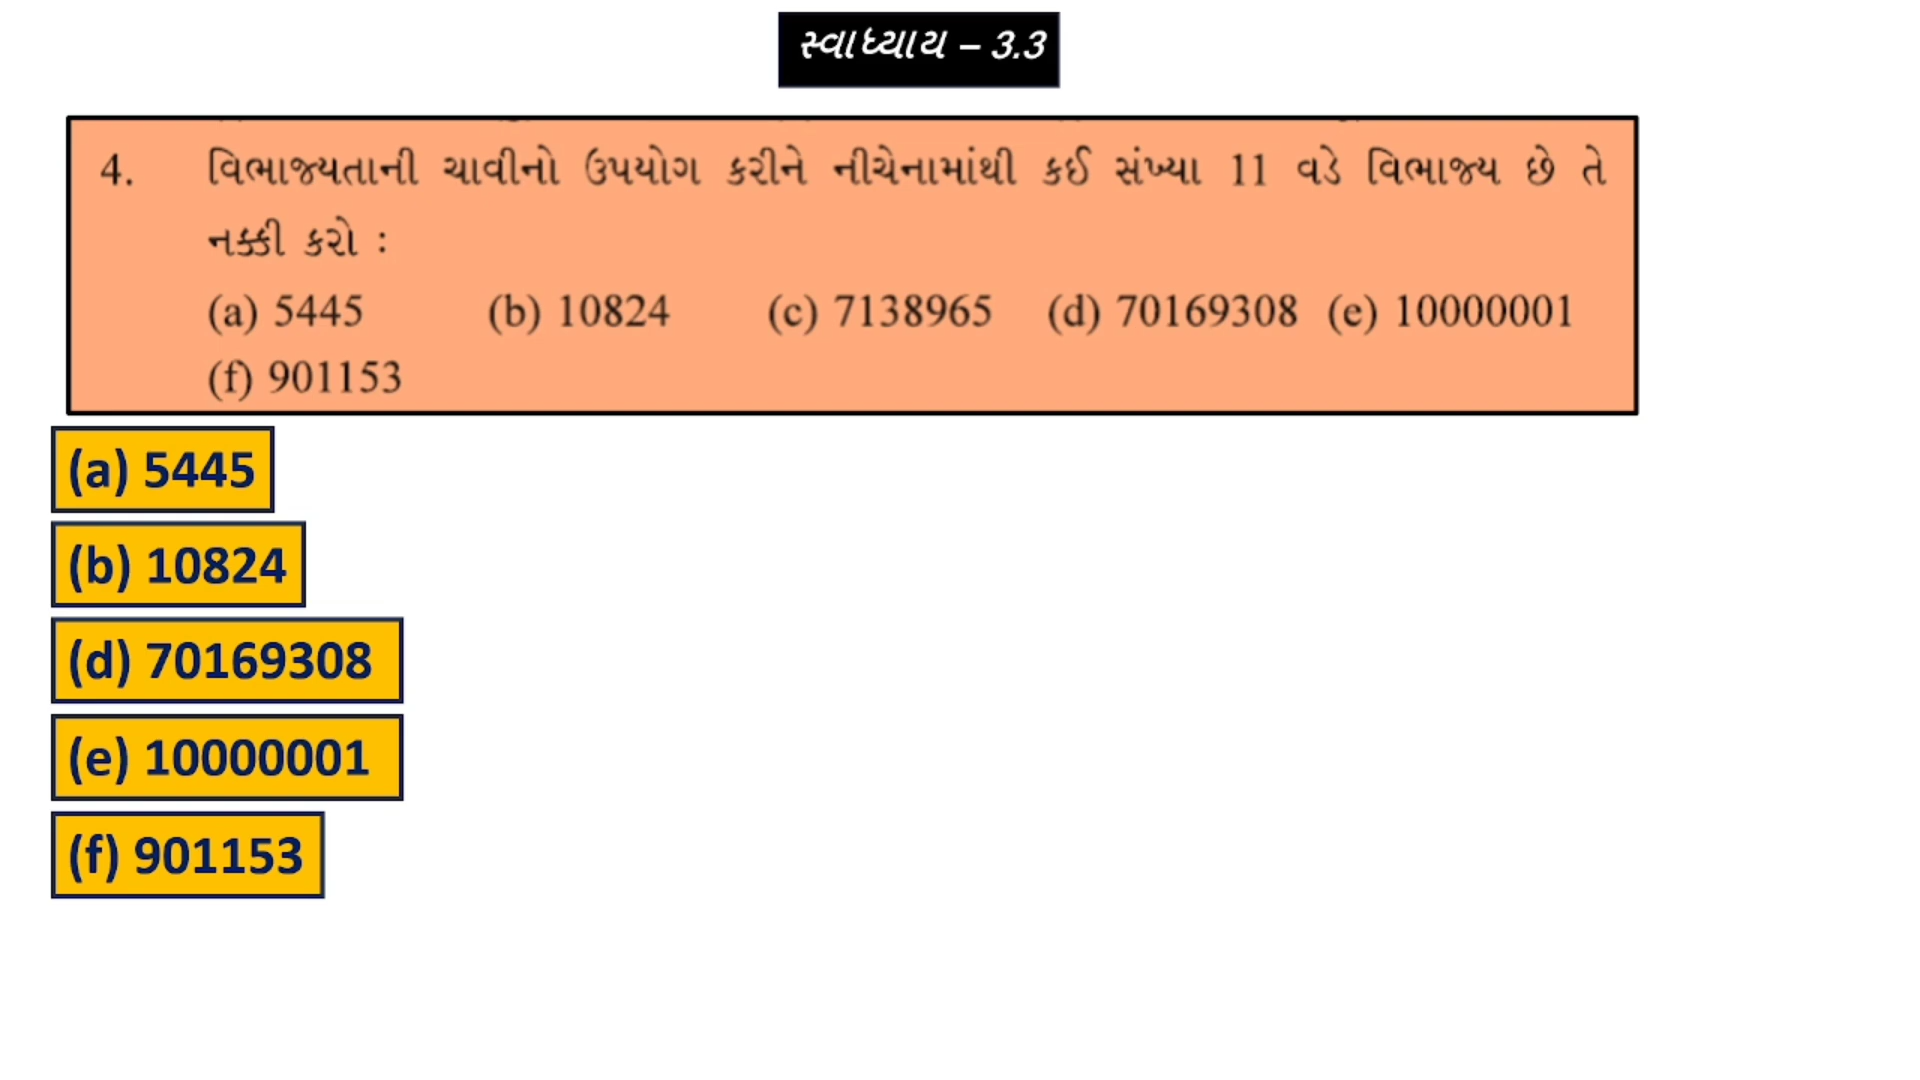 સ્વાધ્યાય – 3.3
4. વિભાજ્યતાની ચાવીનો ઉપયોગ કરીને નીચેનામાંથી કઈ સંખ્યા 11 વડે વિભાજ્ય છે તે
નક્કી કરો :
(a) 5445 (b) 10824 (c) 7138965 (d) 70169308 (e) 10000001
(f) 901153
(a) 5445
(b) 10824
(d) 70169308
(e) 10000001
(f) 901153